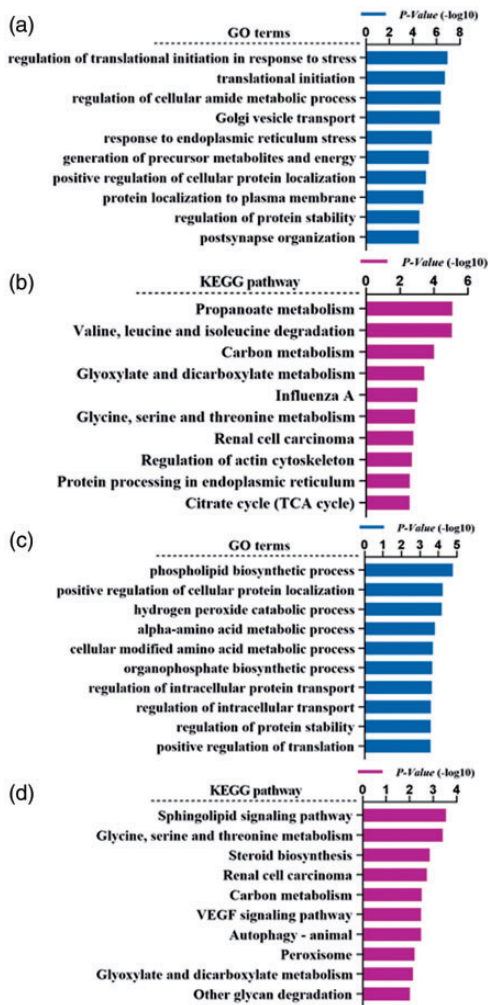 (a)
P-Value (-log10)
GO terms
0 2 4 6 8
regulation of translational initiation in response to stress
translational initiation
regulation of cellular amide metabolic process
Golgi vesicle transport
response to endoplasmic reticulum stress
generation of precursor metabolites and energy
positive regulation of cellular protein localization
protein localization to plasma membrane
regulation of protein stability
postsynapse organization
(b)
P-Value (-log10)
KEGG pathway
0 2 4 6
Propanoate metabolism
Valine, leucine and isoleucine degradation
Carbon metabolism
Glyoxylate and dicarboxylate metabolism
Influenza A
Glycine, serine and threonine metabolism
Renal cell carcinoma
Regulation of actin cytoskeleton
Protein processing in endoplasmic reticulum
Citrate cycle (TCA cycle)
(c)
P-Value (-log10)
GO terms
0 1 2 3 4 5
phospholipid biosynthetic process
positive regulation of cellular protein localization
hydrogen peroxide catabolic process
alpha-amino acid metabolic process
cellular modified amino acid metabolic process
organophosphate biosynthetic process
regulation of intracellular protein transport
regulation of intracellular transport
regulation of protein stability
positive regulation of translation
(d)
P-Value (-log10)
KEGG pathway
0 1 2 3 4
Sphingolipid signaling pathway
Glycine, serine and threonine metabolism
Steroid biosynthesis
Renal cell carcinoma
Carbon metabolism
VEGF signaling pathway
Autophagy - animal
Peroxisome
Glyoxylate and dicarboxylate metabolism
Other glycan degradation